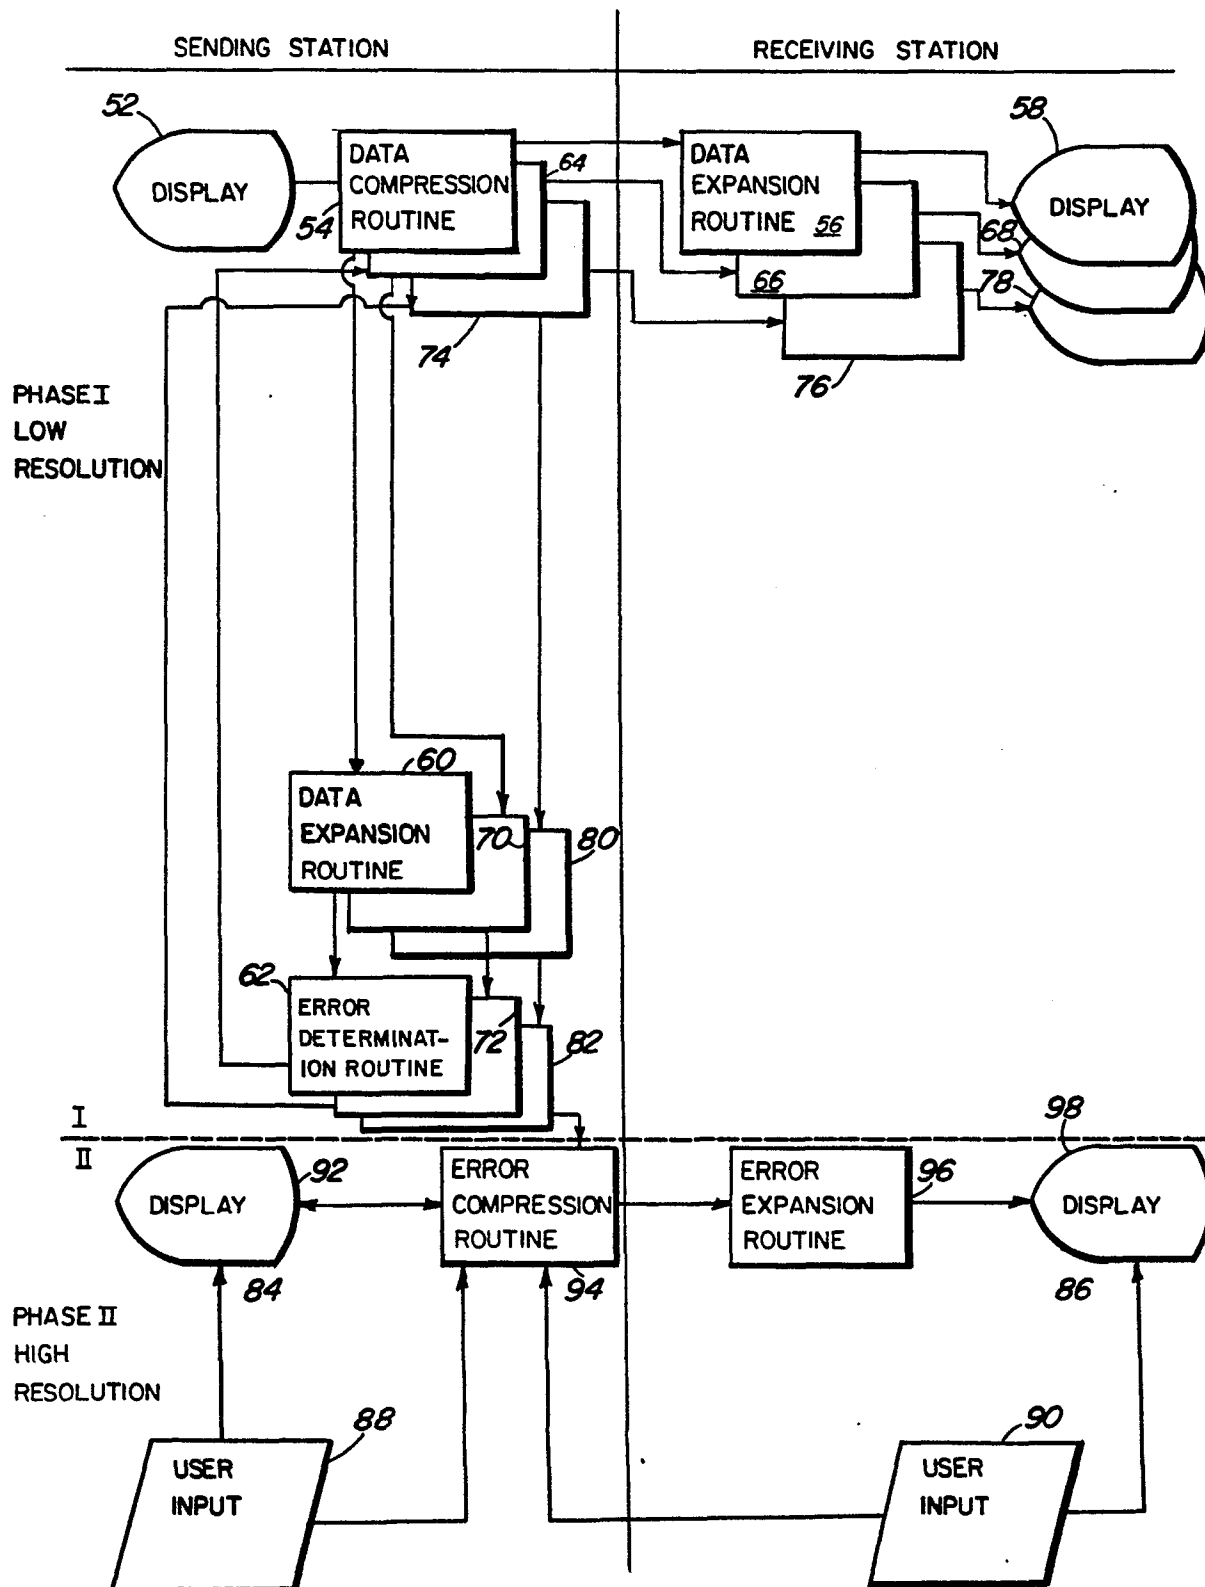 SENDING STATION
RECEIVING STATION
52
58
DISPLAY
DATA
COMPRESSION
ROUTINE
54
64
74
DATA
EXPANSION
ROUTINE 56
66
76
DISPLAY
68
78
PHASE I
LOW
RESOLUTION
60
DATA
EXPANSION
ROUTINE
70
80
62
ERROR
DETERMINAT-
ION ROUTINE
72
82
I
II
DISPLAY
92
84
ERROR
COMPRESSION
ROUTINE
94
ERROR
EXPANSION
ROUTINE
96
98
DISPLAY
86
PHASE II
HIGH
RESOLUTION
88
USER
INPUT
90
USER
INPUT